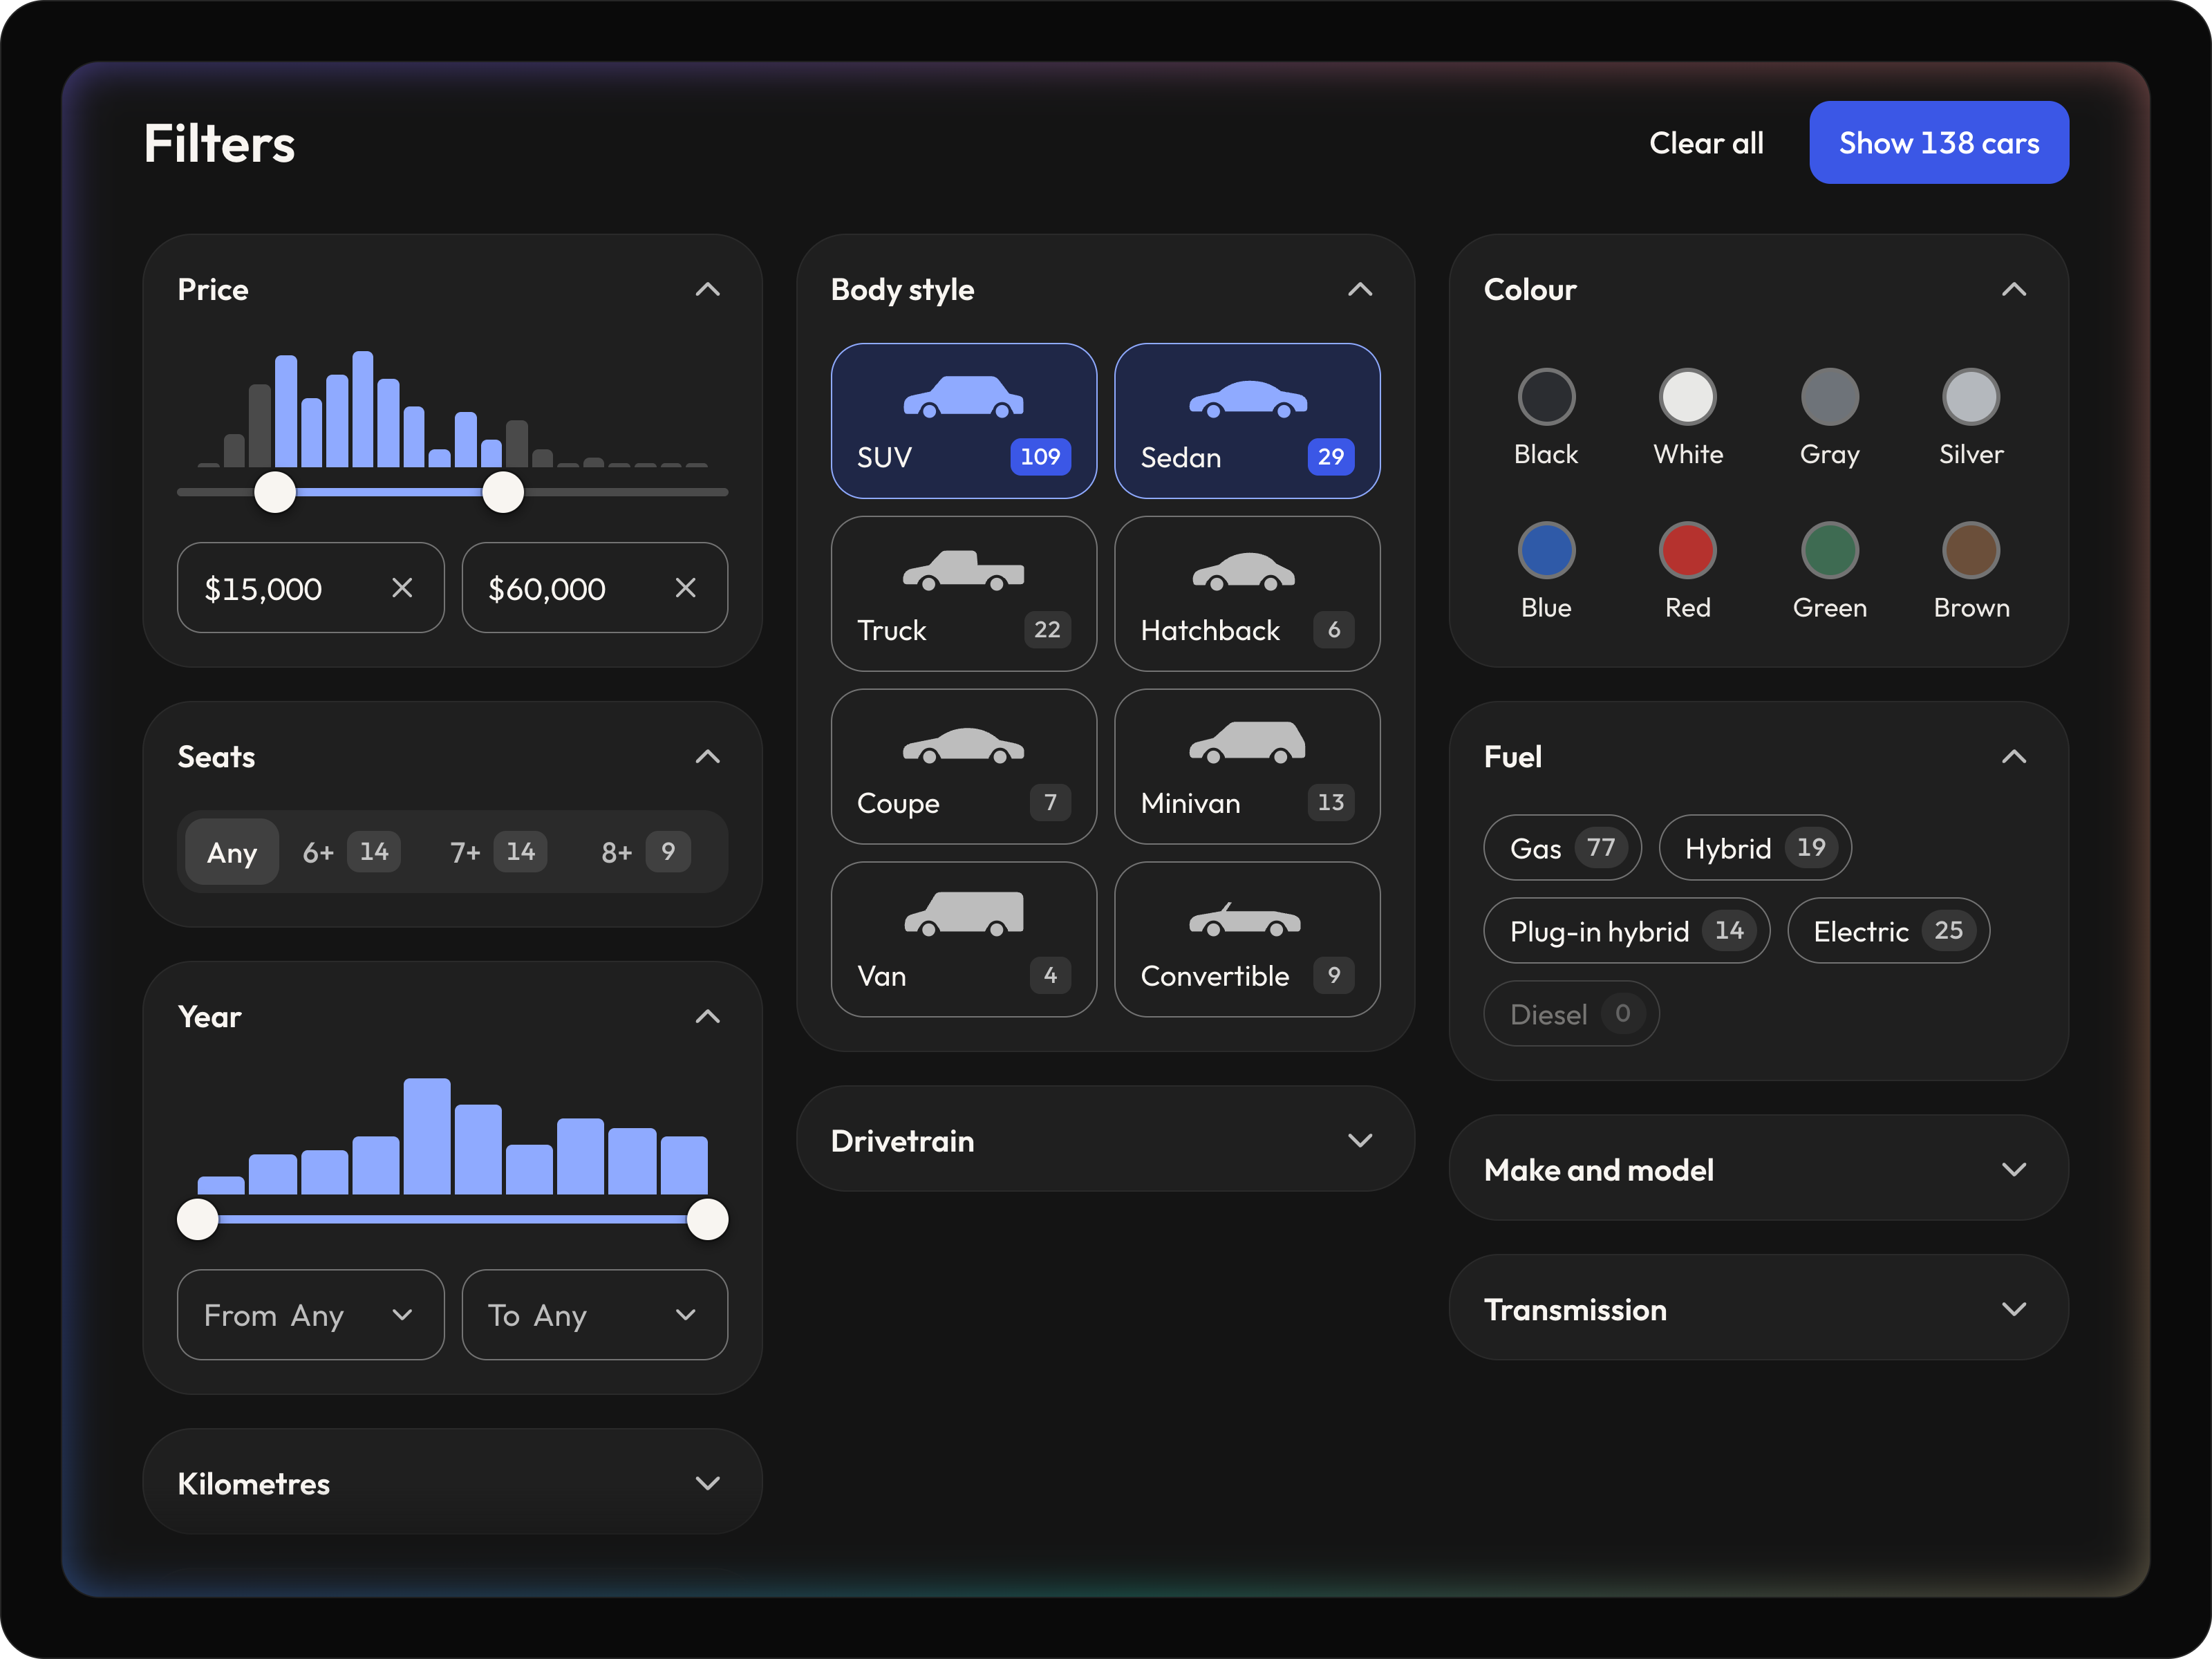 Filters
Clear all
Show 138 cars
Price
$15,000
$60,000
Seats
Any
6+ 14
7+ 14
8+ 9
Year
From Any
To Any
Kilometres
Body style
SUV 109
Sedan 29
Truck 22
Hatchback 6
Coupe 7
Minivan 13
Van 4
Convertible 9
Drivetrain
Colour
Black
White
Gray
Silver
Blue
Red
Green
Brown
Fuel
Gas 77
Hybrid 19
Plug-in hybrid 14
Electric 25
Diesel 0
Make and model
Transmission